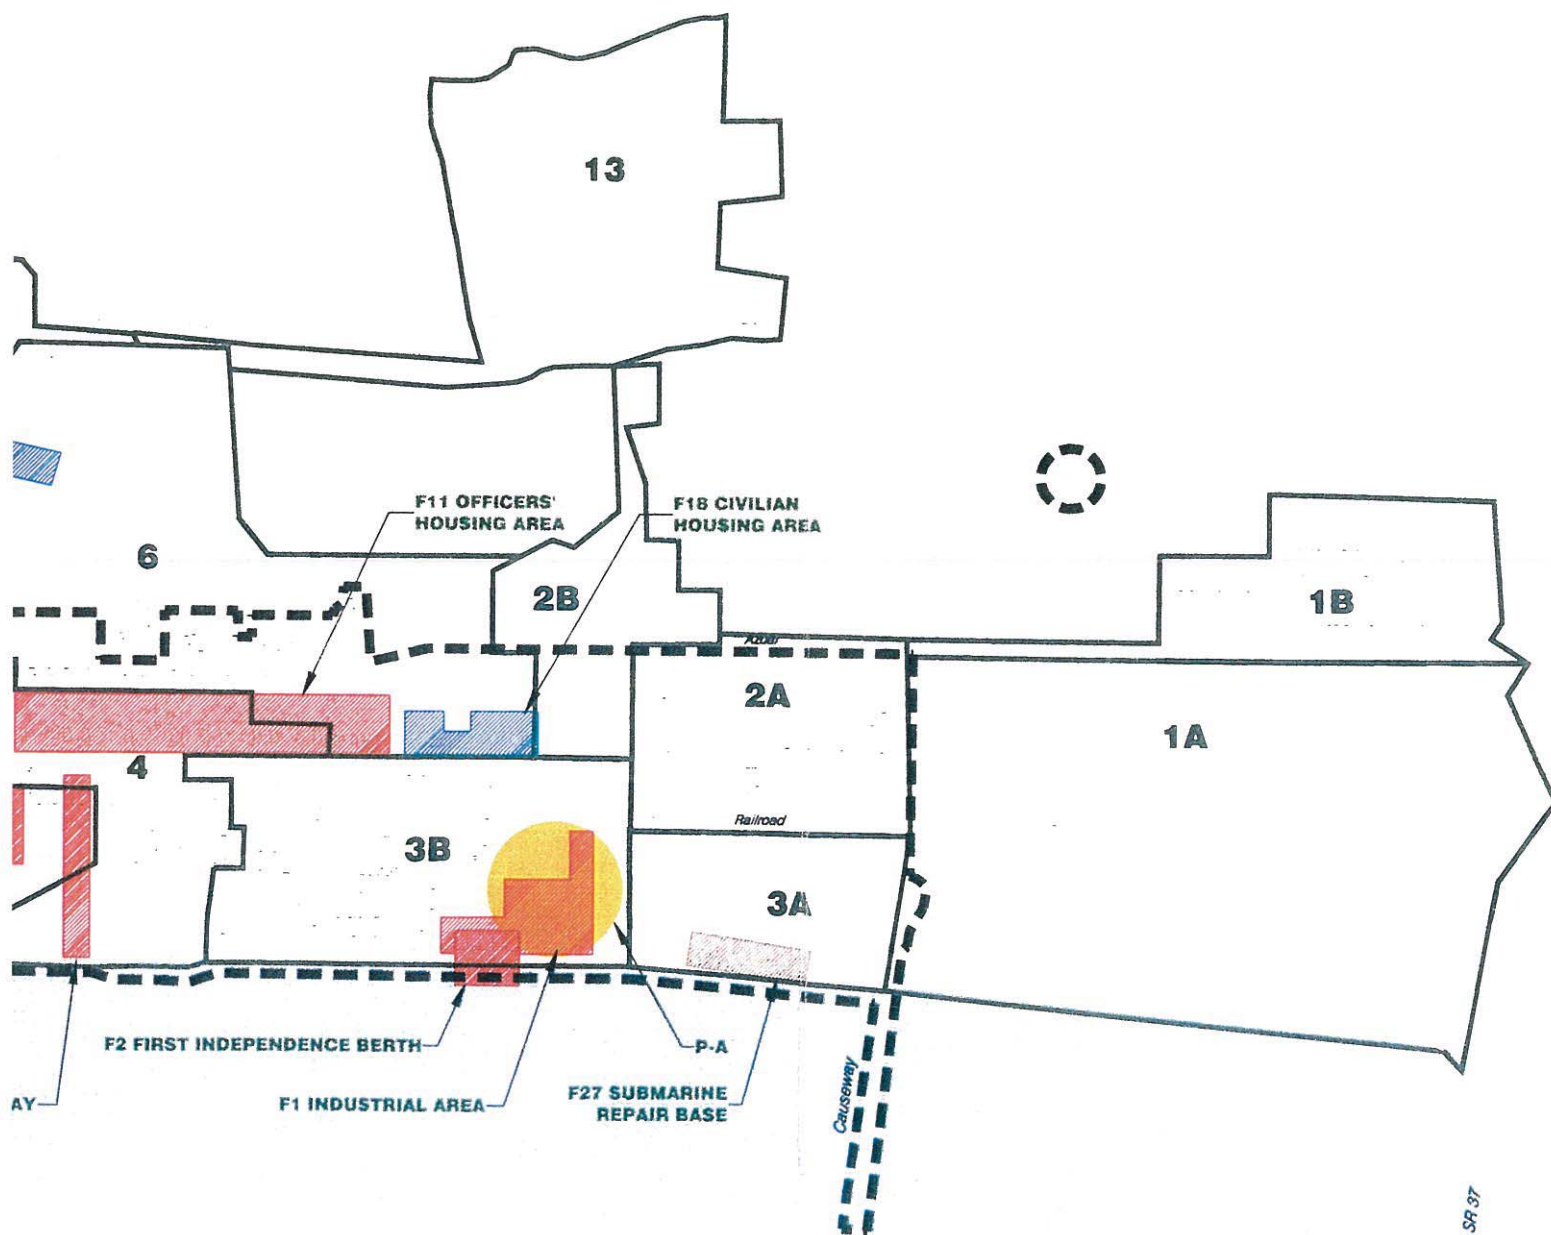 13
F11 OFFICERS'
HOUSING AREA
F18 CIVILIAN
HOUSING AREA
6
2B
1B
Azuar
2A
1A
4
Railroad
3B
3A
F2 FIRST INDEPENDENCE BERTH
P-A
AY
F1 INDUSTRIAL AREA
F27 SUBMARINE
REPAIR BASE
Causeway
SR 37